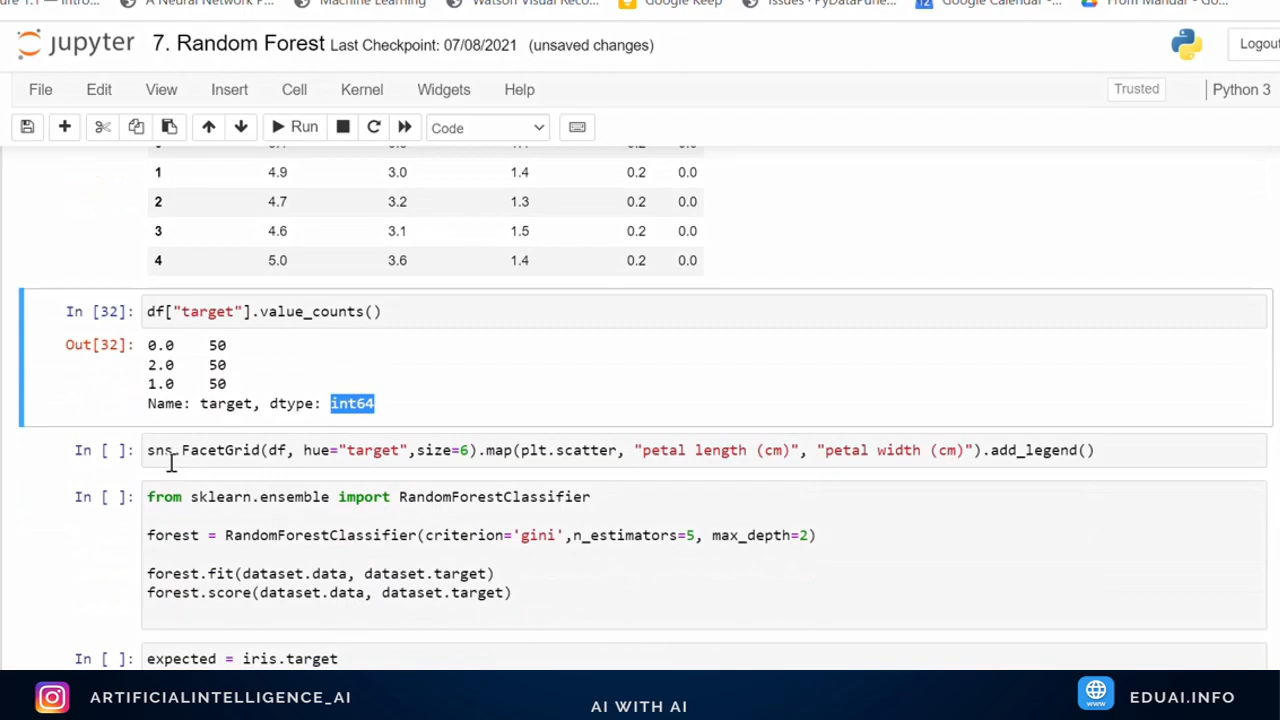 A Neural Network P...
Machine Learning
Watson Visual Reco...
Google Keep
Issues · PyDataPune...
Google Calendar -...
From Mandar - Go...
jupyter 7. Random Forest Last Checkpoint: 07/08/2021 (unsaved changes)
Logout
File Edit View Insert Cell Kernel Widgets Help
Trusted
Python 3
Run
Code
1 4.9 3.0 1.4 0.2 0.0
2 4.7 3.2 1.3 0.2 0.0
3 4.6 3.1 1.5 0.2 0.0
4 5.0 3.6 1.4 0.2 0.0
In [32]: df["target"].value_counts()
Out[32]: 0.0 50
2.0 50
1.0 50
Name: target, dtype: int64
In [ ]: sns.FacetGrid(df, hue="target",size=6).map(plt.scatter, "petal length (cm)", "petal width (cm)").add_legend()
In [ ]: from sklearn.ensemble import RandomForestClassifier
forest = RandomForestClassifier(criterion='gini',n_estimators=5, max_depth=2)
forest.fit(dataset.data, dataset.target)
forest.score(dataset.data, dataset.target)
In [ ]: expected = iris.target
ARTIFICIALINTELLIGENCE_AI
AI WITH AI
www
EDUAI.INFO